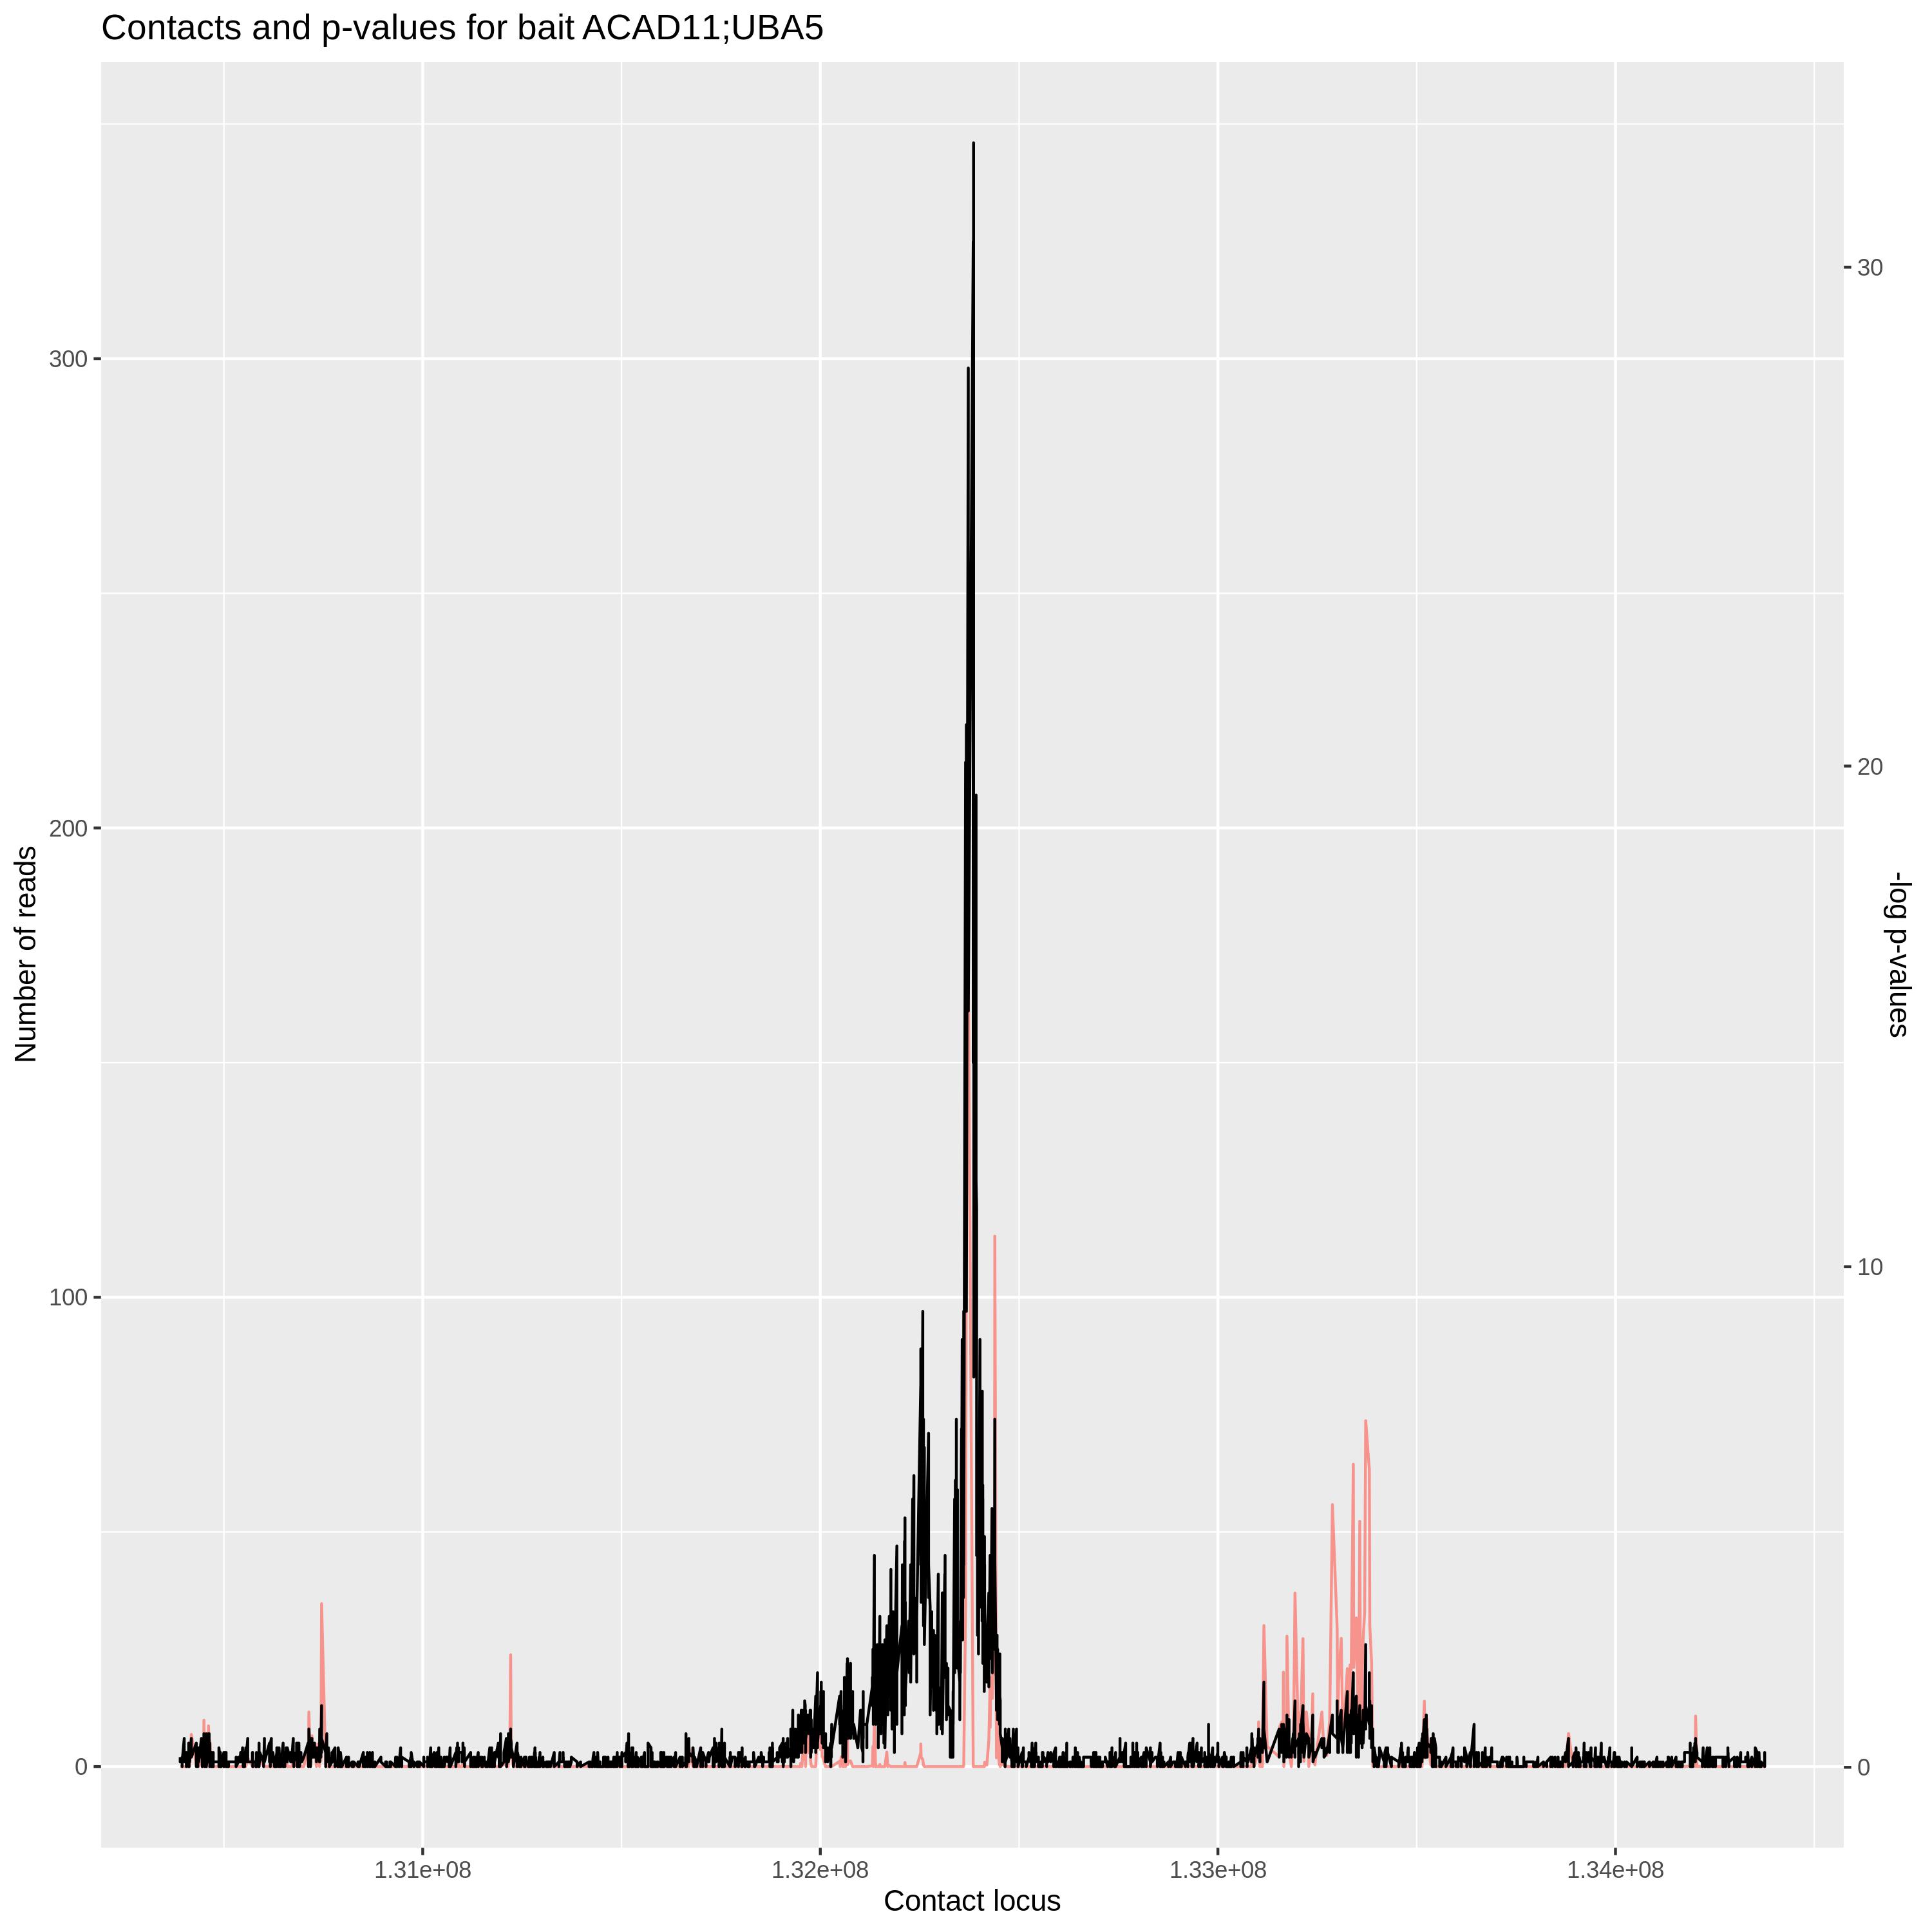 Contacts and p-values for bait ACAD11;UBA5
Number of reads
300
200
100
0
30
20
10
0
-log p-values
1.31e+08
1.32e+08
1.33e+08
1.34e+08
Contact locus